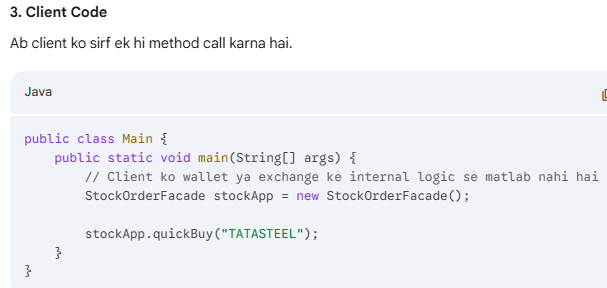 3. Client Code
Ab client ko sirf ek hi method call karna hai.
Java
public class Main {
    public static void main(String[] args) {
        // Client ko wallet ya exchange ke internal logic se matlab nahi hai
        StockOrderFacade stockApp = new StockOrderFacade();

        stockApp.quickBuy("TATASTEEL");
    }
}